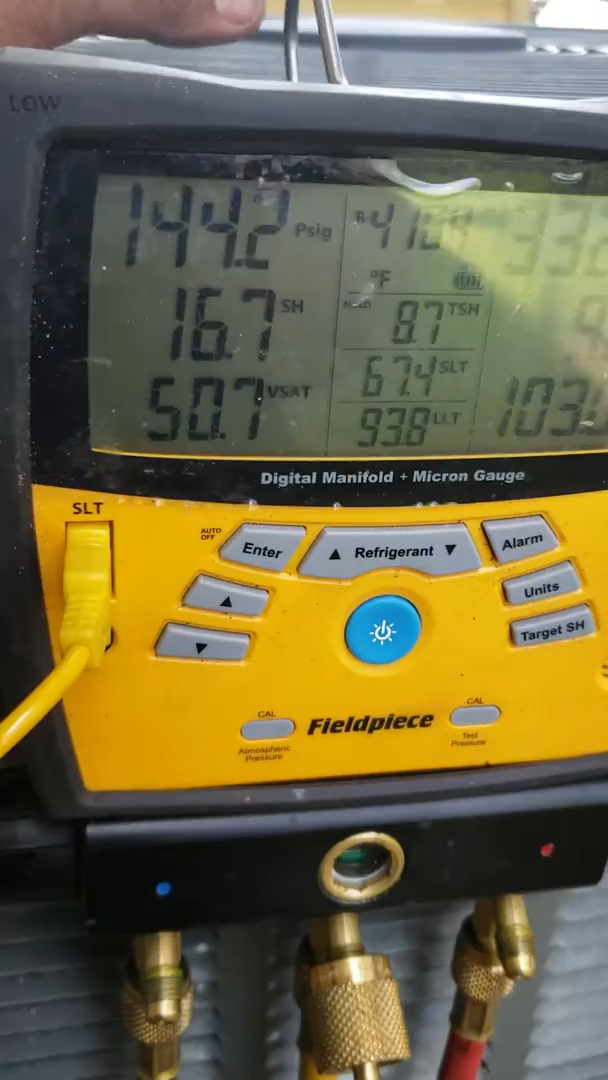 LOW
144.2 Psig
R-410A
°F
16.7 SH
8.7 TSH
50.7 VSAT
67.4 SLT
93.8 LLT
Digital Manifold + Micron Gauge
SLT
AUTO OFF
Enter
▲ Refrigerant ▼
Alarm
▲
Units
▼
Target SH
CAL
Fieldpiece
CAL
Atmospheric
Pressure
Test
Pressure